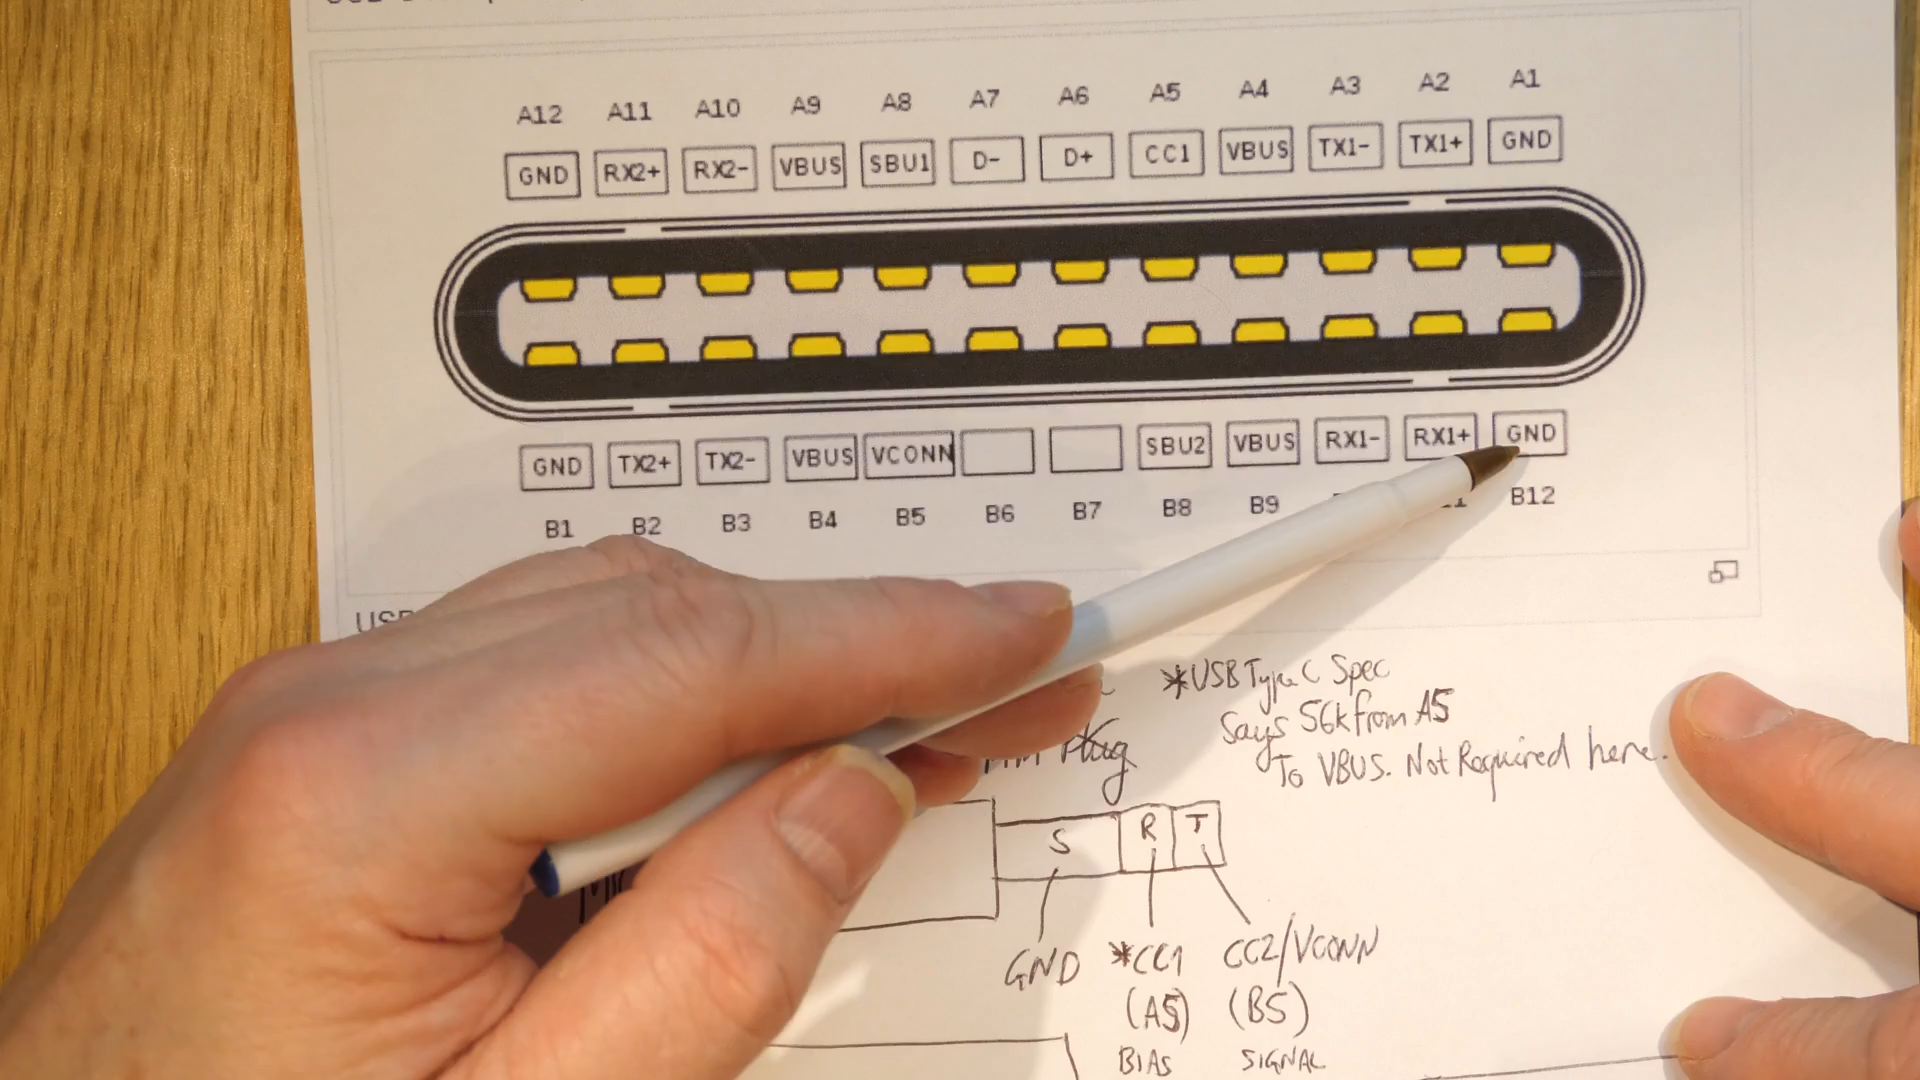 A12 A11 A10 A9 A8 A7 A6 A5 A4 A3 A2 A1
GND RX2+ RX2- VBUS SBU1 D- D+ CC1 VBUS TX1- TX1+ GND
GND TX2+ TX2- VBUS VCONN SBU2 VBUS RX1- RX1+ GND
B1 B2 B3 B4 B5 B6 B7 B8 B9 B12
*USB Type C Spec
Says 56k from A5
To VBUS. Not Required here.
Plug
S R T
GND *CC1 CC2/VCONN
(A5) (B5)
BIAS SIGNAL